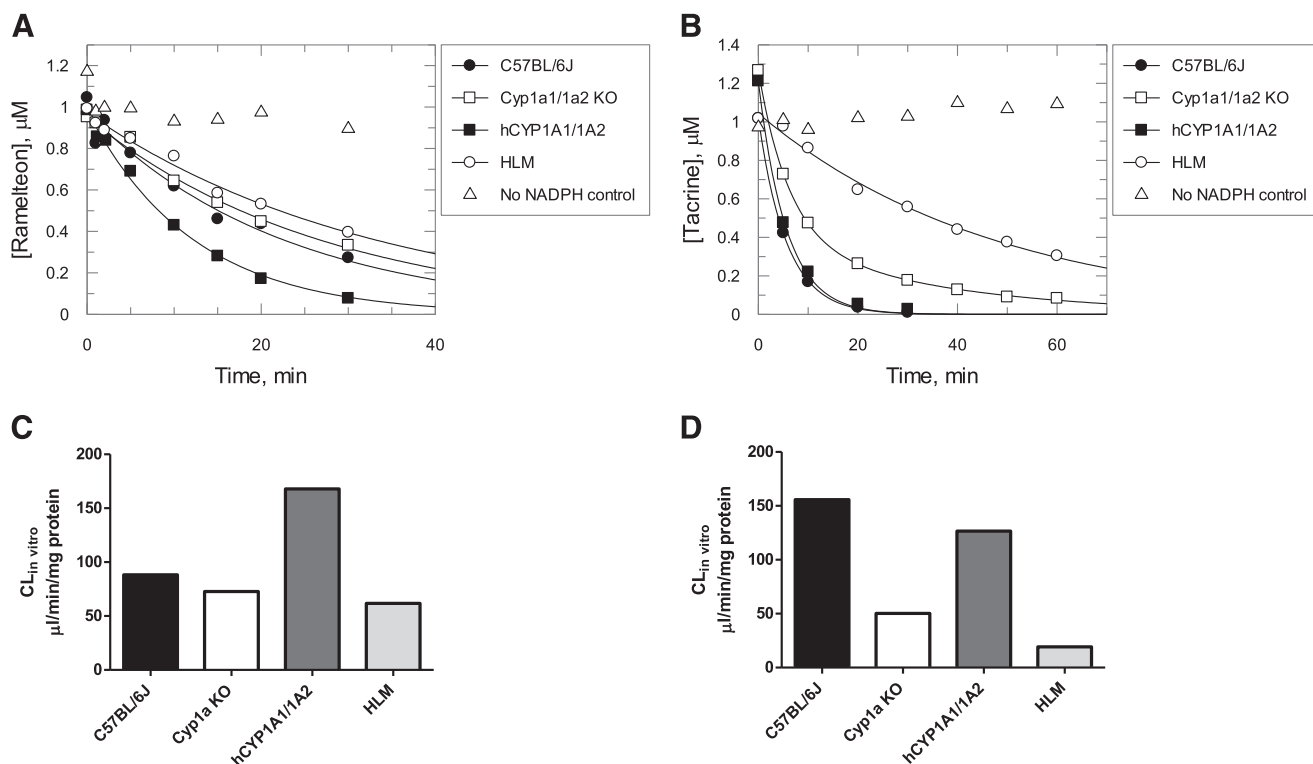 A
1.2
1
0.8
0.6
0.4
0.2
0
0
20
40
[Ramelteon], μM
Time, min
C57BL/6J
Cyp1a1/1a2 KO
hCYP1A1/1A2
HLM
No NADPH control
B
1.4
1.2
1
0.8
0.6
0.4
0.2
0
0
20
40
60
[Tacrine], μM
Time, min
C57BL/6J
Cyp1a1/1a2 KO
hCYP1A1/1A2
HLM
No NADPH control
C
200
150
100
50
0
CLin vitro
μl/min/mg protein
C57BL/6J
Cyp1a KO
hCYP1A1/1A2
HLM
D
200
150
100
50
0
CLin vitro
μl/min/mg protein
C57BL/6J
Cyp1a KO
hCYP1A1/1A2
HLM